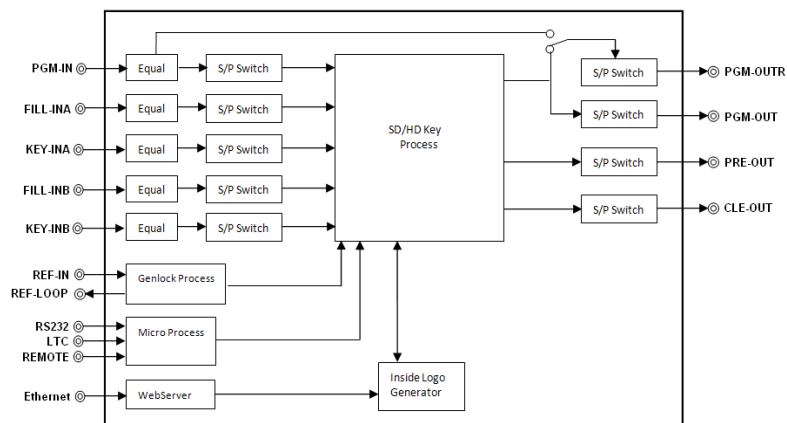 PGM-IN
Equal
S/P Switch
S/P Switch
PGM-OUTR
FILL-INA
Equal
S/P Switch
S/P Switch
PGM-OUT
SD/HD Key
Process
KEY-INA
Equal
S/P Switch
S/P Switch
PRE-OUT
FILL-INB
Equal
S/P Switch
S/P Switch
CLE-OUT
KEY-INB
Equal
S/P Switch
REF-IN
Genlock Process
REF-LOOP
RS232
LTC
Micro Process
REMOTE
Inside Logo
Generator
Ethernet
WebServer